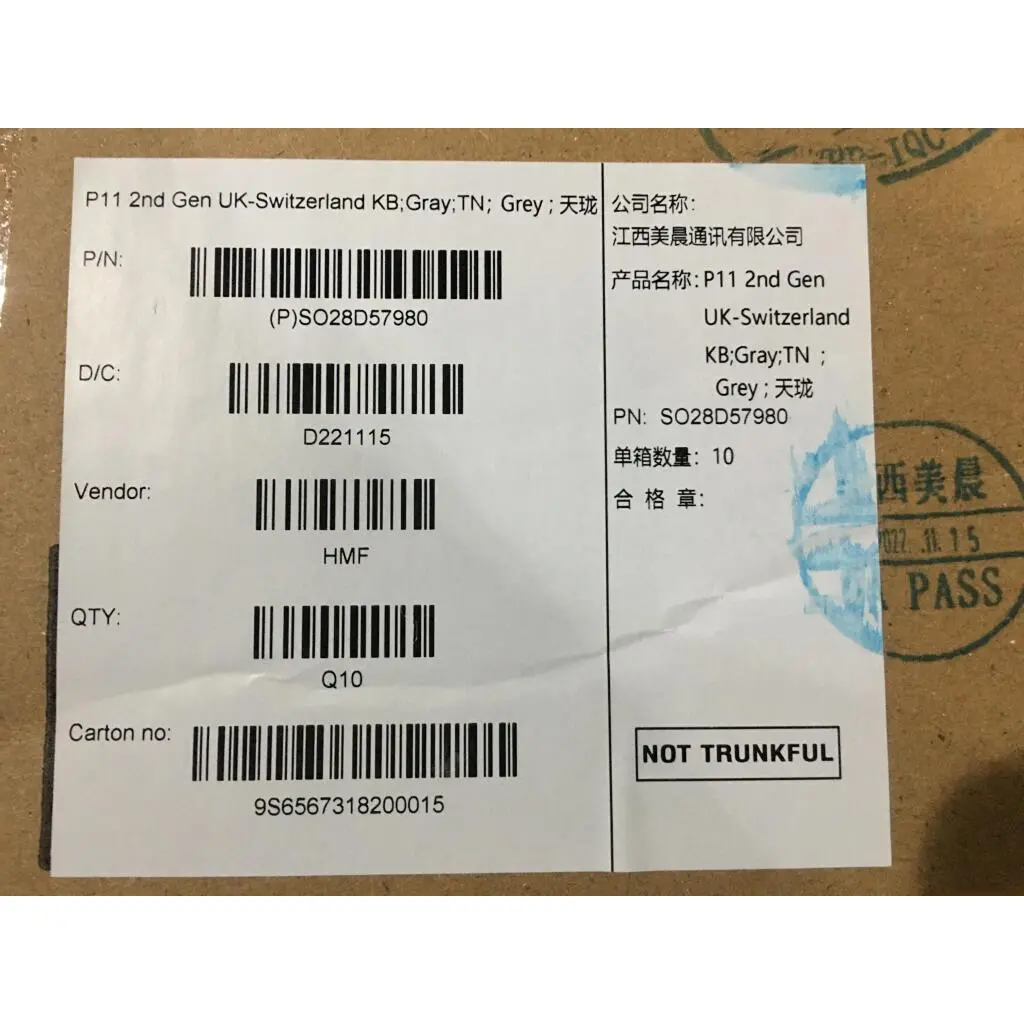 P11 2nd Gen UK-Switzerland KB;Gray;TN; Grey ; 天珑
P/N:
(P)SO28D57980
D/C:
D221115
Vendor:
HMF
QTY:
Q10
Carton no:
9S6567318200015
公司名称:
江西美晨通讯有限公司
产品名称: P11 2nd Gen
UK-Switzerland
KB;Gray;TN ;
Grey ; 天珑
PN: SO28D57980
单箱数量: 10
合 格 章:
NOT TRUNKFUL
IQC
西美晨
2022.11.15
PASS